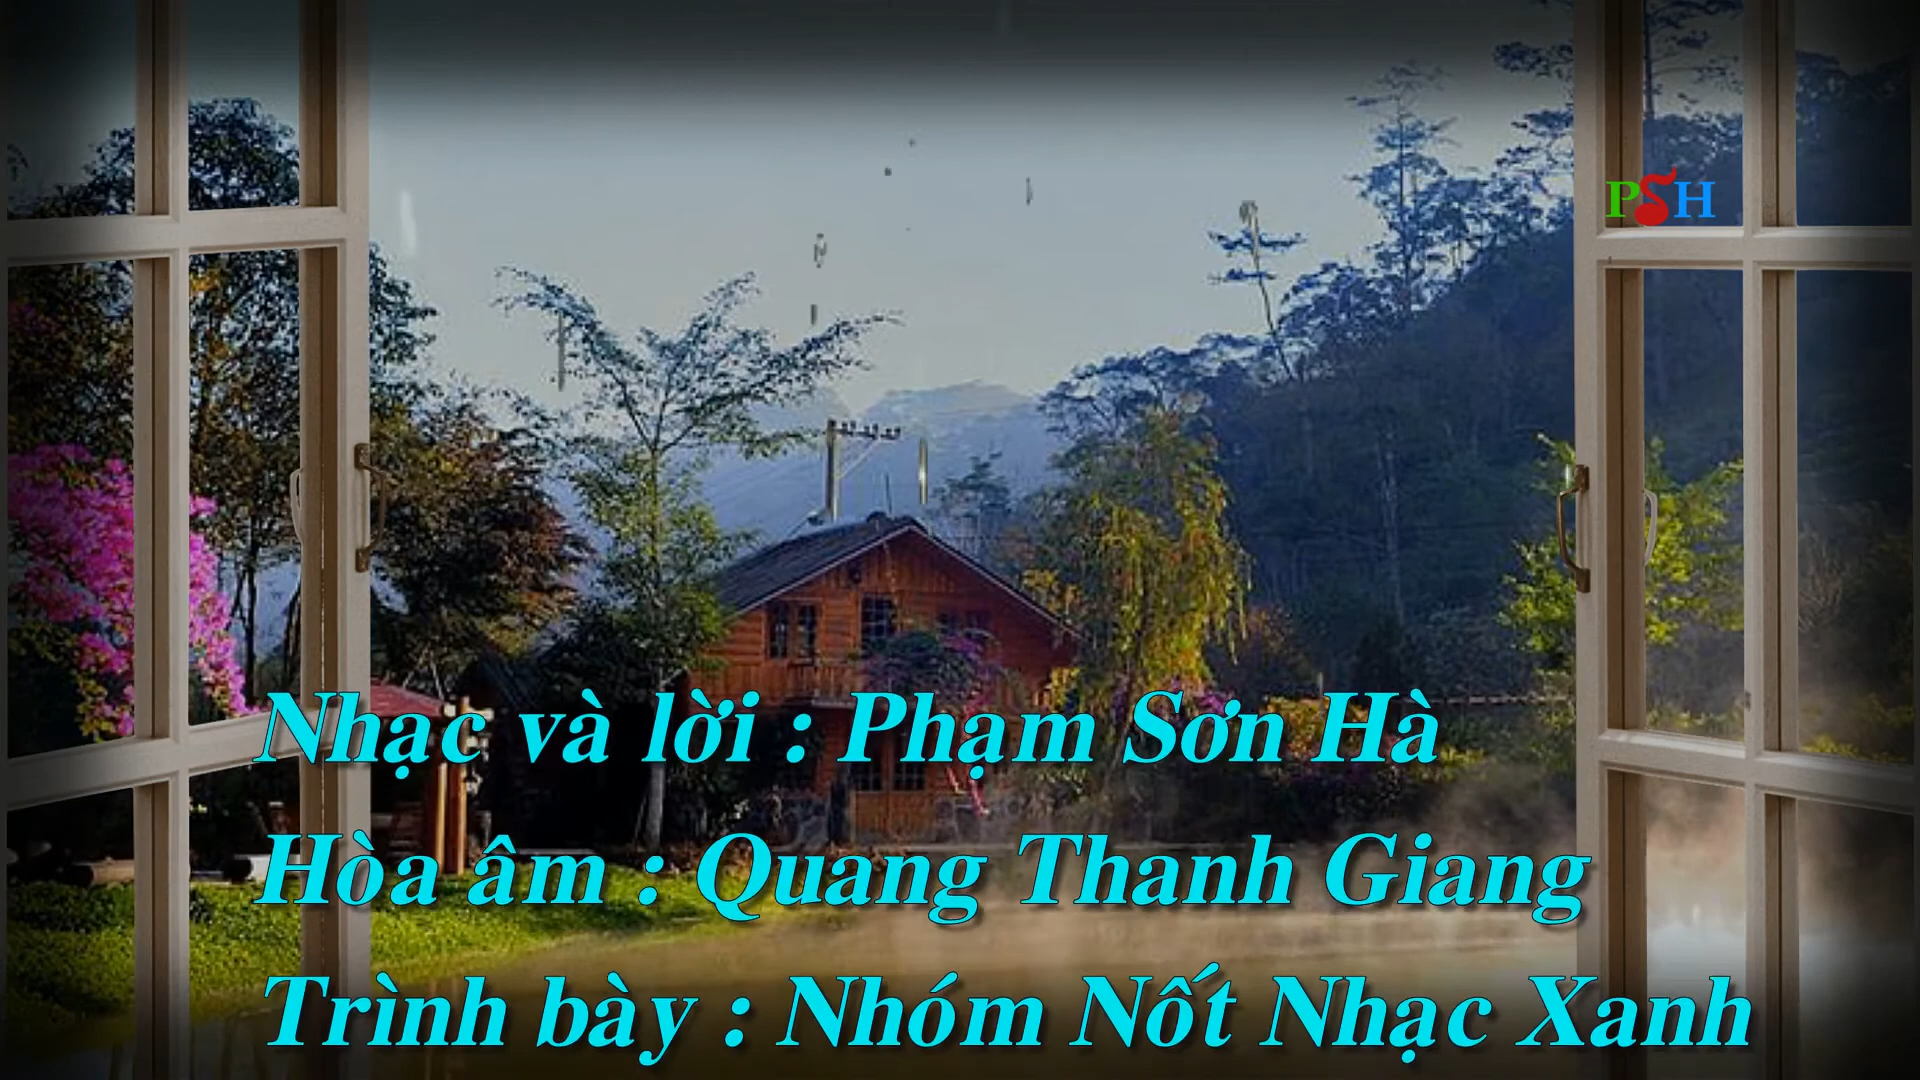 PSH
Nhạc và lời : Phạm Sơn Hà
Hòa âm : Quang Thanh Giang
Trình bày : Nhóm Nốt Nhạc Xanh